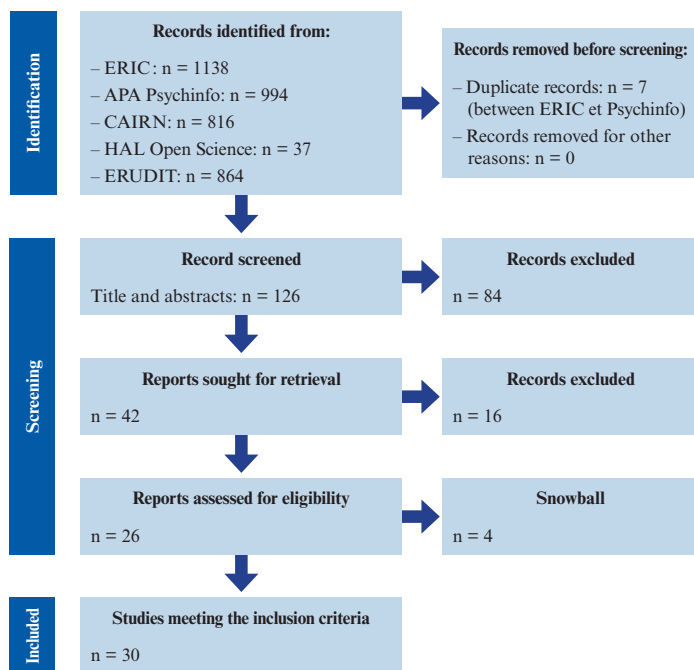 Identification
Records identified from:
– ERIC: n = 1138
– APA Psychinfo: n = 994
– CAIRN: n = 816
– HAL Open Science: n = 37
– ERUDIT: n = 864
Records removed before screening:
– Duplicate records: n = 7
(between ERIC et Psychinfo)
– Records removed for other
reasons: n = 0
Screening
Record screened
Title and abstracts: n = 126
Records excluded
n = 84
Reports sought for retrieval
n = 42
Records excluded
n = 16
Reports assessed for eligibility
n = 26
Snowball
n = 4
Included
Studies meeting the inclusion criteria
n = 30